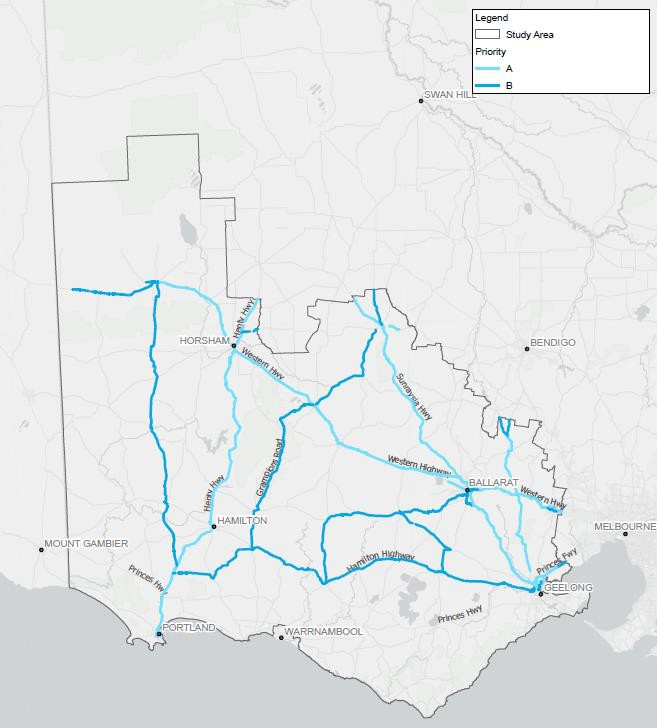 Legend
Study Area
Priority
A
B
SWAN HILL
Henty Hwy
HORSHAM
BENDIGO
Western Hwy
Sunraysia Hwy
Grampians Road
Western Highway
BALLARAT
Henty Hwy
Western Hwy
HAMILTON
MELBOURNE
MOUNT GAMBIER
Hamilton Highway
Princes Fwy
Princes Hwy
GEELONG
Princes Hwy
PORTLAND
WARRNAMBOOL